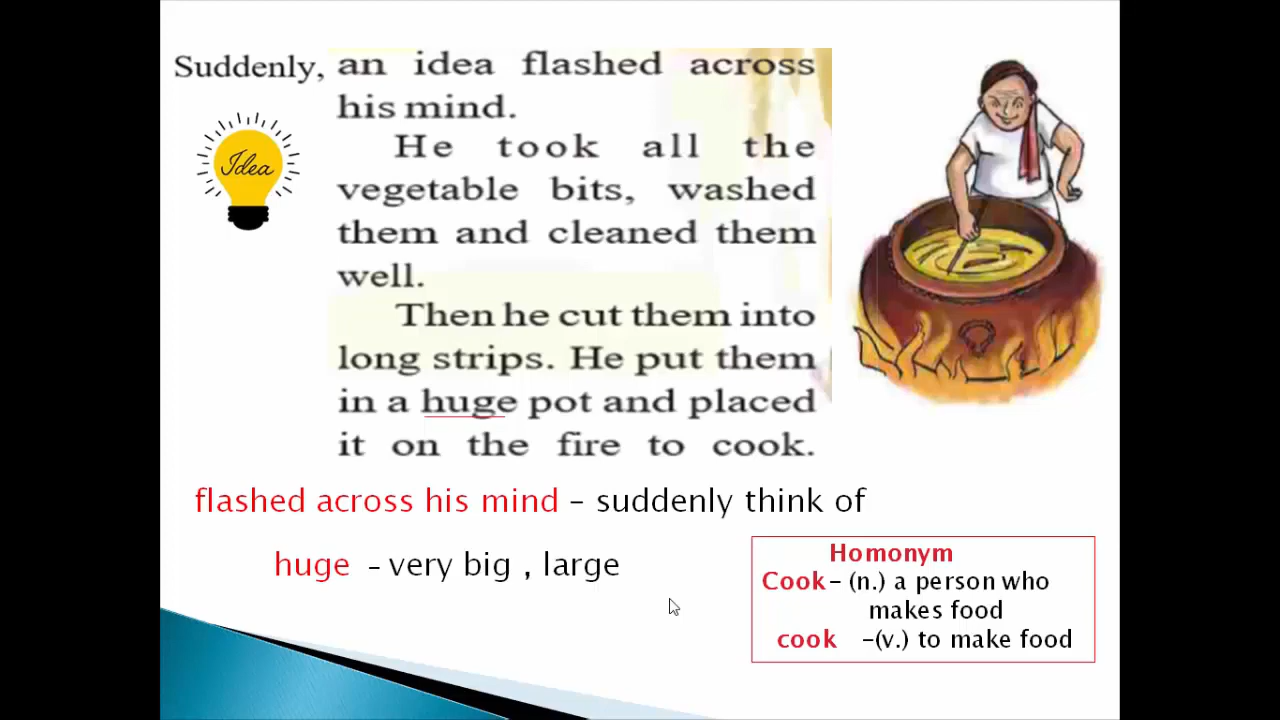 Suddenly, an idea flashed across
his mind.
Idea
He took all the
vegetable bits, washed
them and cleaned them
well.
Then he cut them into
long strips. He put them
in a huge pot and placed
it on the fire to cook.
flashed across his mind – suddenly think of
huge – very big , large
Homonym
Cook– (n.) a person who
makes food
cook –(v.) to make food